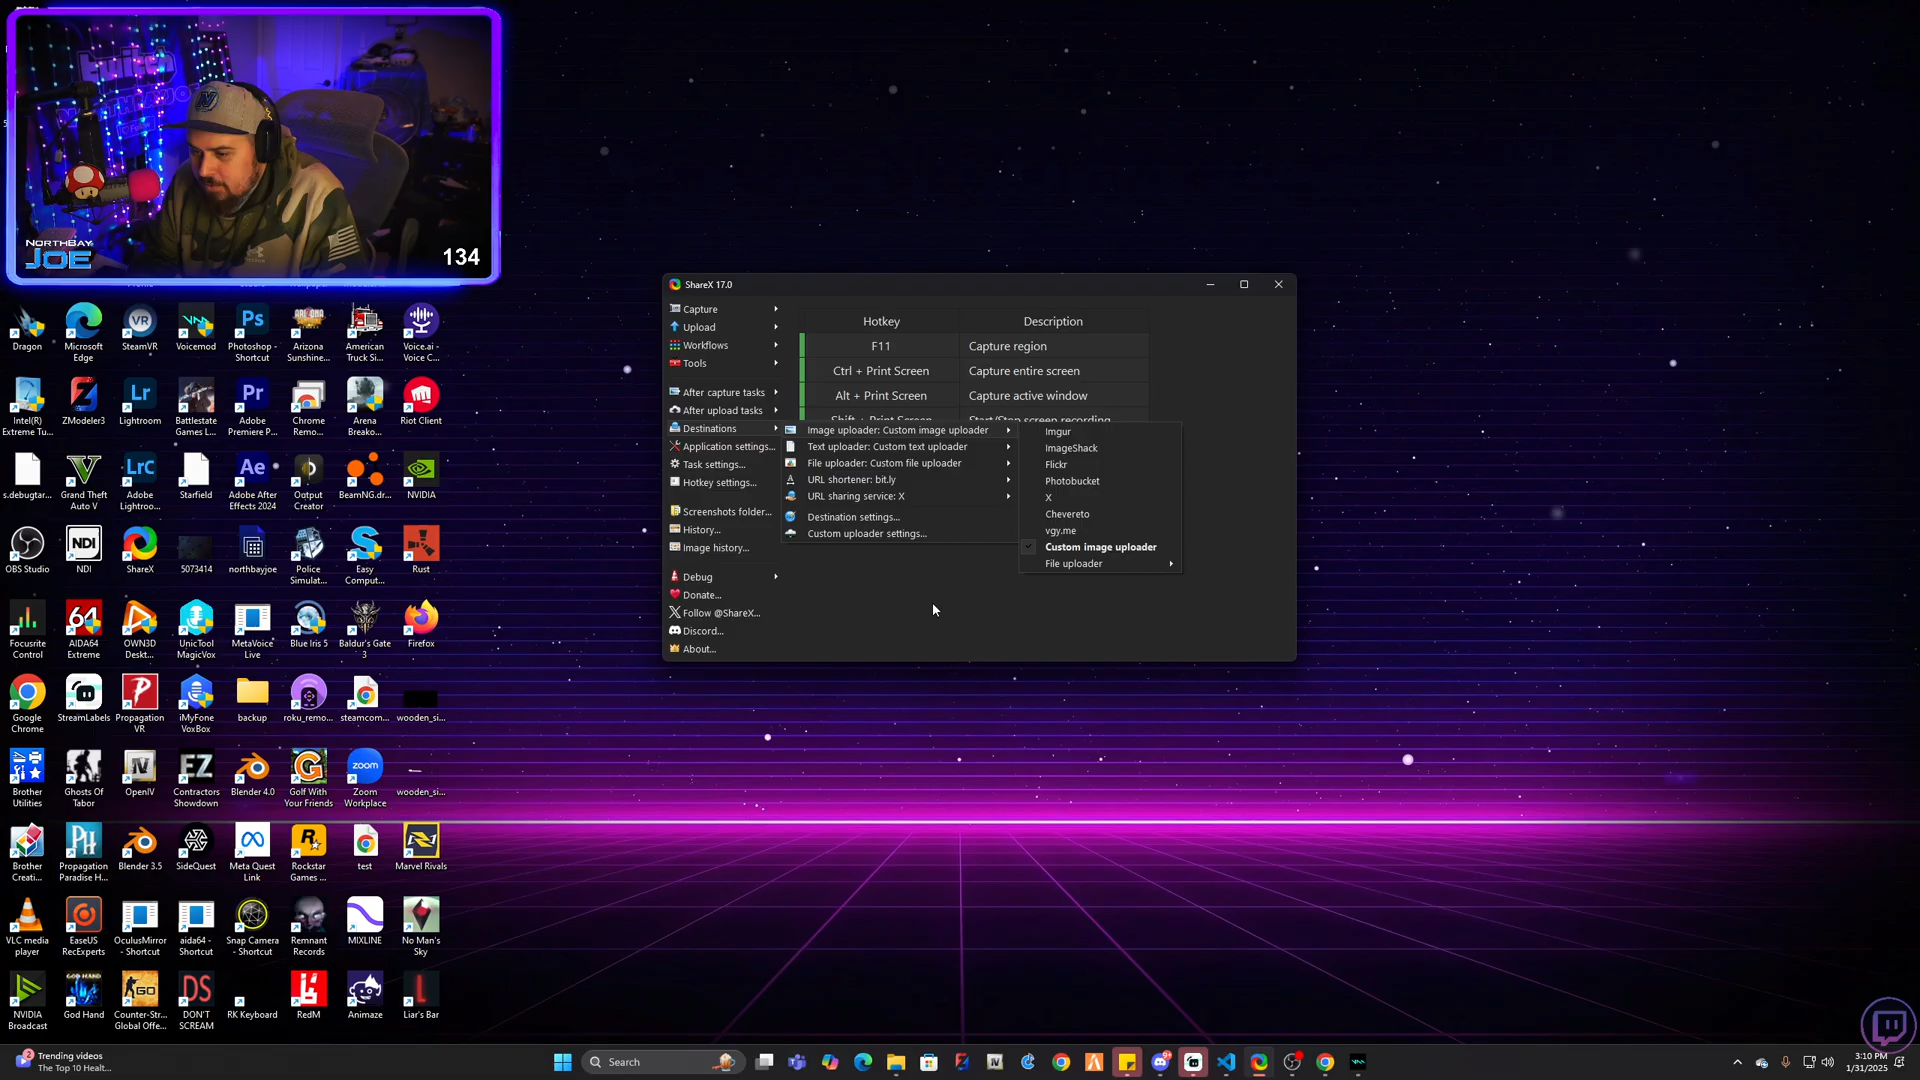 twitch
NORTHBAY
JOE
134
ShareX 17.0
Capture
Upload
Workflows
Tools
After capture tasks
After upload tasks
Destinations
Application settings...
Task settings...
Hotkey settings...
Screenshots folder...
History...
Image history...
Debug
Donate...
Follow @ShareX...
Discord...
About...
Hotkey Description
F11 Capture region
Ctrl + Print Screen Capture entire screen
Alt + Print Screen Capture active window
Shift + Print Screen Start/Stop screen recording
Image uploader: Custom image uploader
Text uploader: Custom text uploader
File uploader: Custom file uploader
URL shortener: bit.ly
URL sharing service: X
Destination settings...
Custom uploader settings...
Imgur
ImageShack
Flickr
Photobucket
X
Chevereto
vgy.me
Custom image uploader
File uploader
Dragon
Microsoft Edge
SteamVR
Voicemod
Photoshop - Shortcut
Arizona Sunshine...
American Truck Si...
Voice.ai - Voice C...
Intel(R) Extreme Tu...
ZModeler3
Lightroom
Battlestate Games L...
Adobe Premiere P...
Chrome Remo...
Arena Breako...
Riot Client
s.debugtar...
Grand Theft Auto V
Adobe Lightroo...
Starfield
Adobe After Effects 2024
Output Creator
BeamNG.dr...
NVIDIA
OBS Studio
NDI
ShareX
5073414
northbayjoe
Police Simulat...
Easy Comput...
Rust
Focusrite Control
AIDA64 Extreme
OWN3D Deskt...
UnicTool MagicVox
MetaVoice Live
Blue Iris 5
Baldur's Gate 3
Firefox
Google Chrome
StreamLabels
Propagation VR
iMyFone VoxBox
backup
roku_remo...
steamcom...
wooden_si...
Brother Utilities
Ghosts Of Tabor
OpenIV
Contractors Showdown
Blender 4.0
Golf With Your Friends
Zoom Workplace
wooden_si...
Brother Creati...
Propagation Paradise H...
Blender 3.5
SideQuest
Meta Quest Link
Rockstar Games ...
test
Marvel Rivals
VLC media player
EaseUS RecExperts
OculusMirror - Shortcut
aida64 - Shortcut
Snap Camera - Shortcut
Remnant Records
MIXLINE
No Man's Sky
NVIDIA Broadcast
God Hand
Counter-Str... Global Offe...
DON'T SCREAM
RK Keyboard
RedM
Animaze
Liar's Bar
Trending videos
The Top 10 Healt...
Search
3:10 PM
1/31/2025